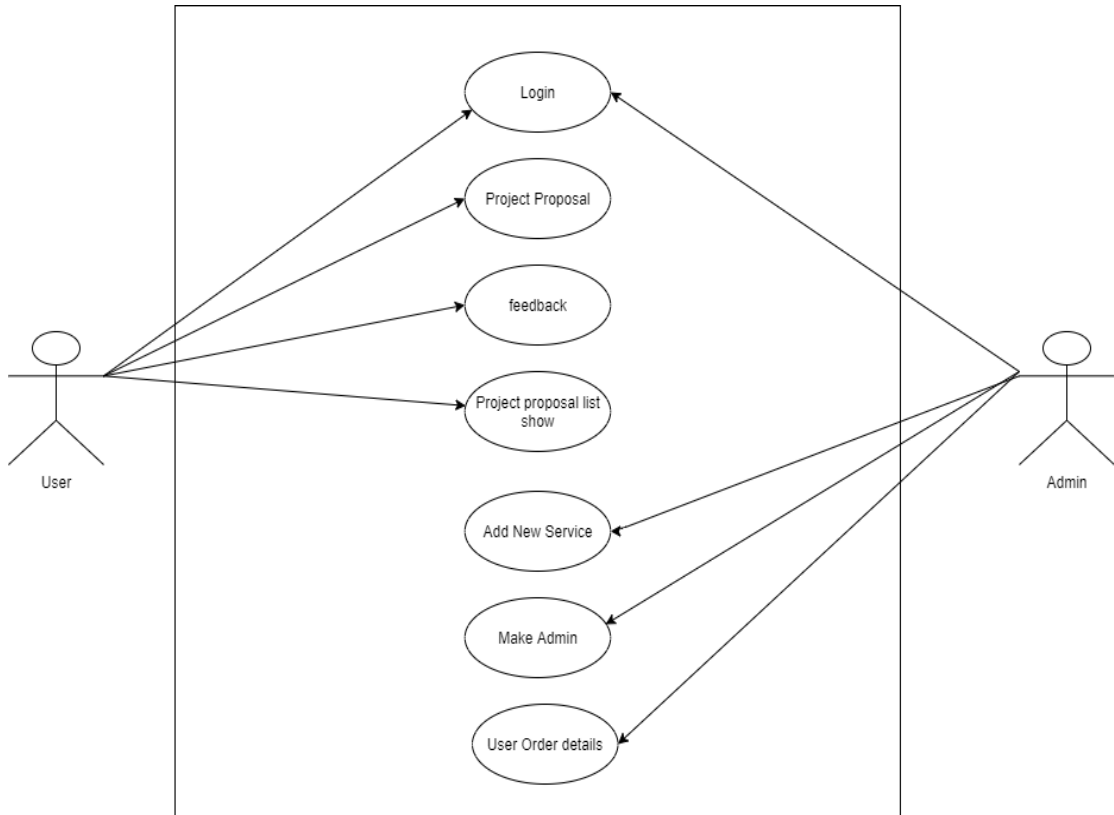 Login
Project Proposal
feedback
Project proposal list
show
User
Admin
Add New Service
Make Admin
User Order details